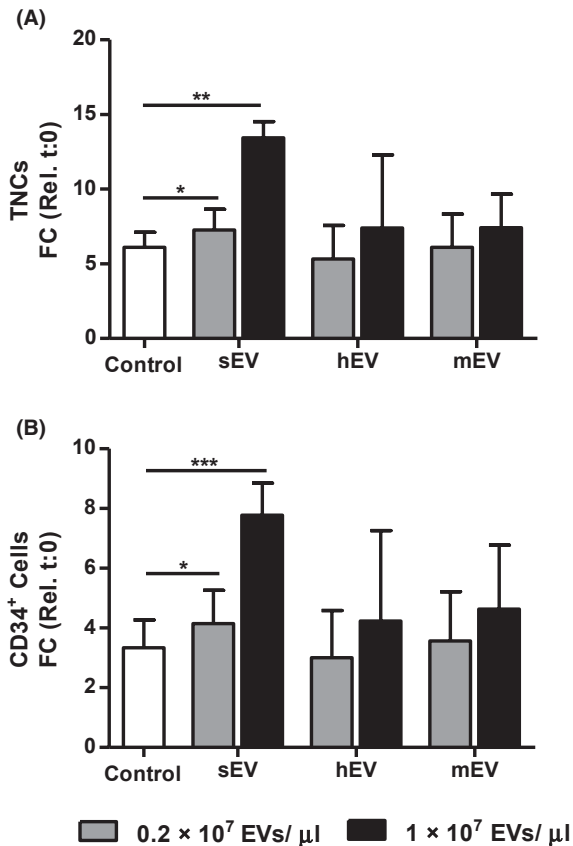 (A)
TNCs
FC (Rel. t:0)
20
15
10
5
0
**
*
Control sEV hEV mEV
(B)
CD34⁺ Cells
FC (Rel. t:0)
10
8
6
4
2
0
***
*
Control sEV hEV mEV
0.2 × 10⁷ EVs/ µl 1 × 10⁷ EVs/ µl